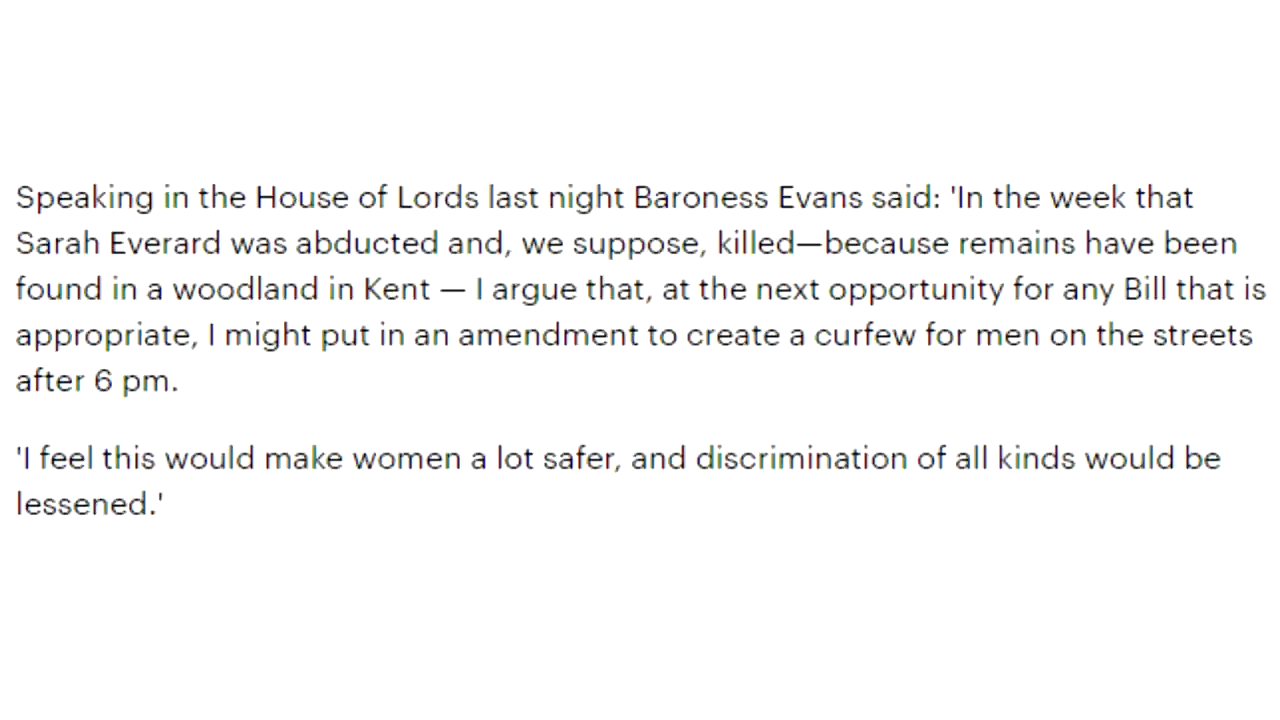 Speaking in the House of Lords last night Baroness Evans said: 'In the week that
Sarah Everard was abducted and, we suppose, killed—because remains have been
found in a woodland in Kent — I argue that, at the next opportunity for any Bill that is
appropriate, I might put in an amendment to create a curfew for men on the streets
after 6 pm.
'I feel this would make women a lot safer, and discrimination of all kinds would be
lessened.'